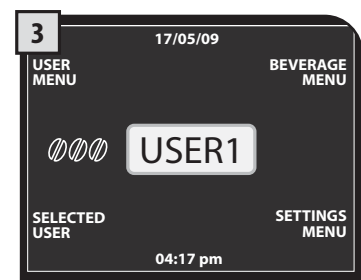 3
17/05/09
USER
MENU
BEVERAGE
MENU
USER1
SELECTED
USER
SETTINGS
MENU
04:17 pm